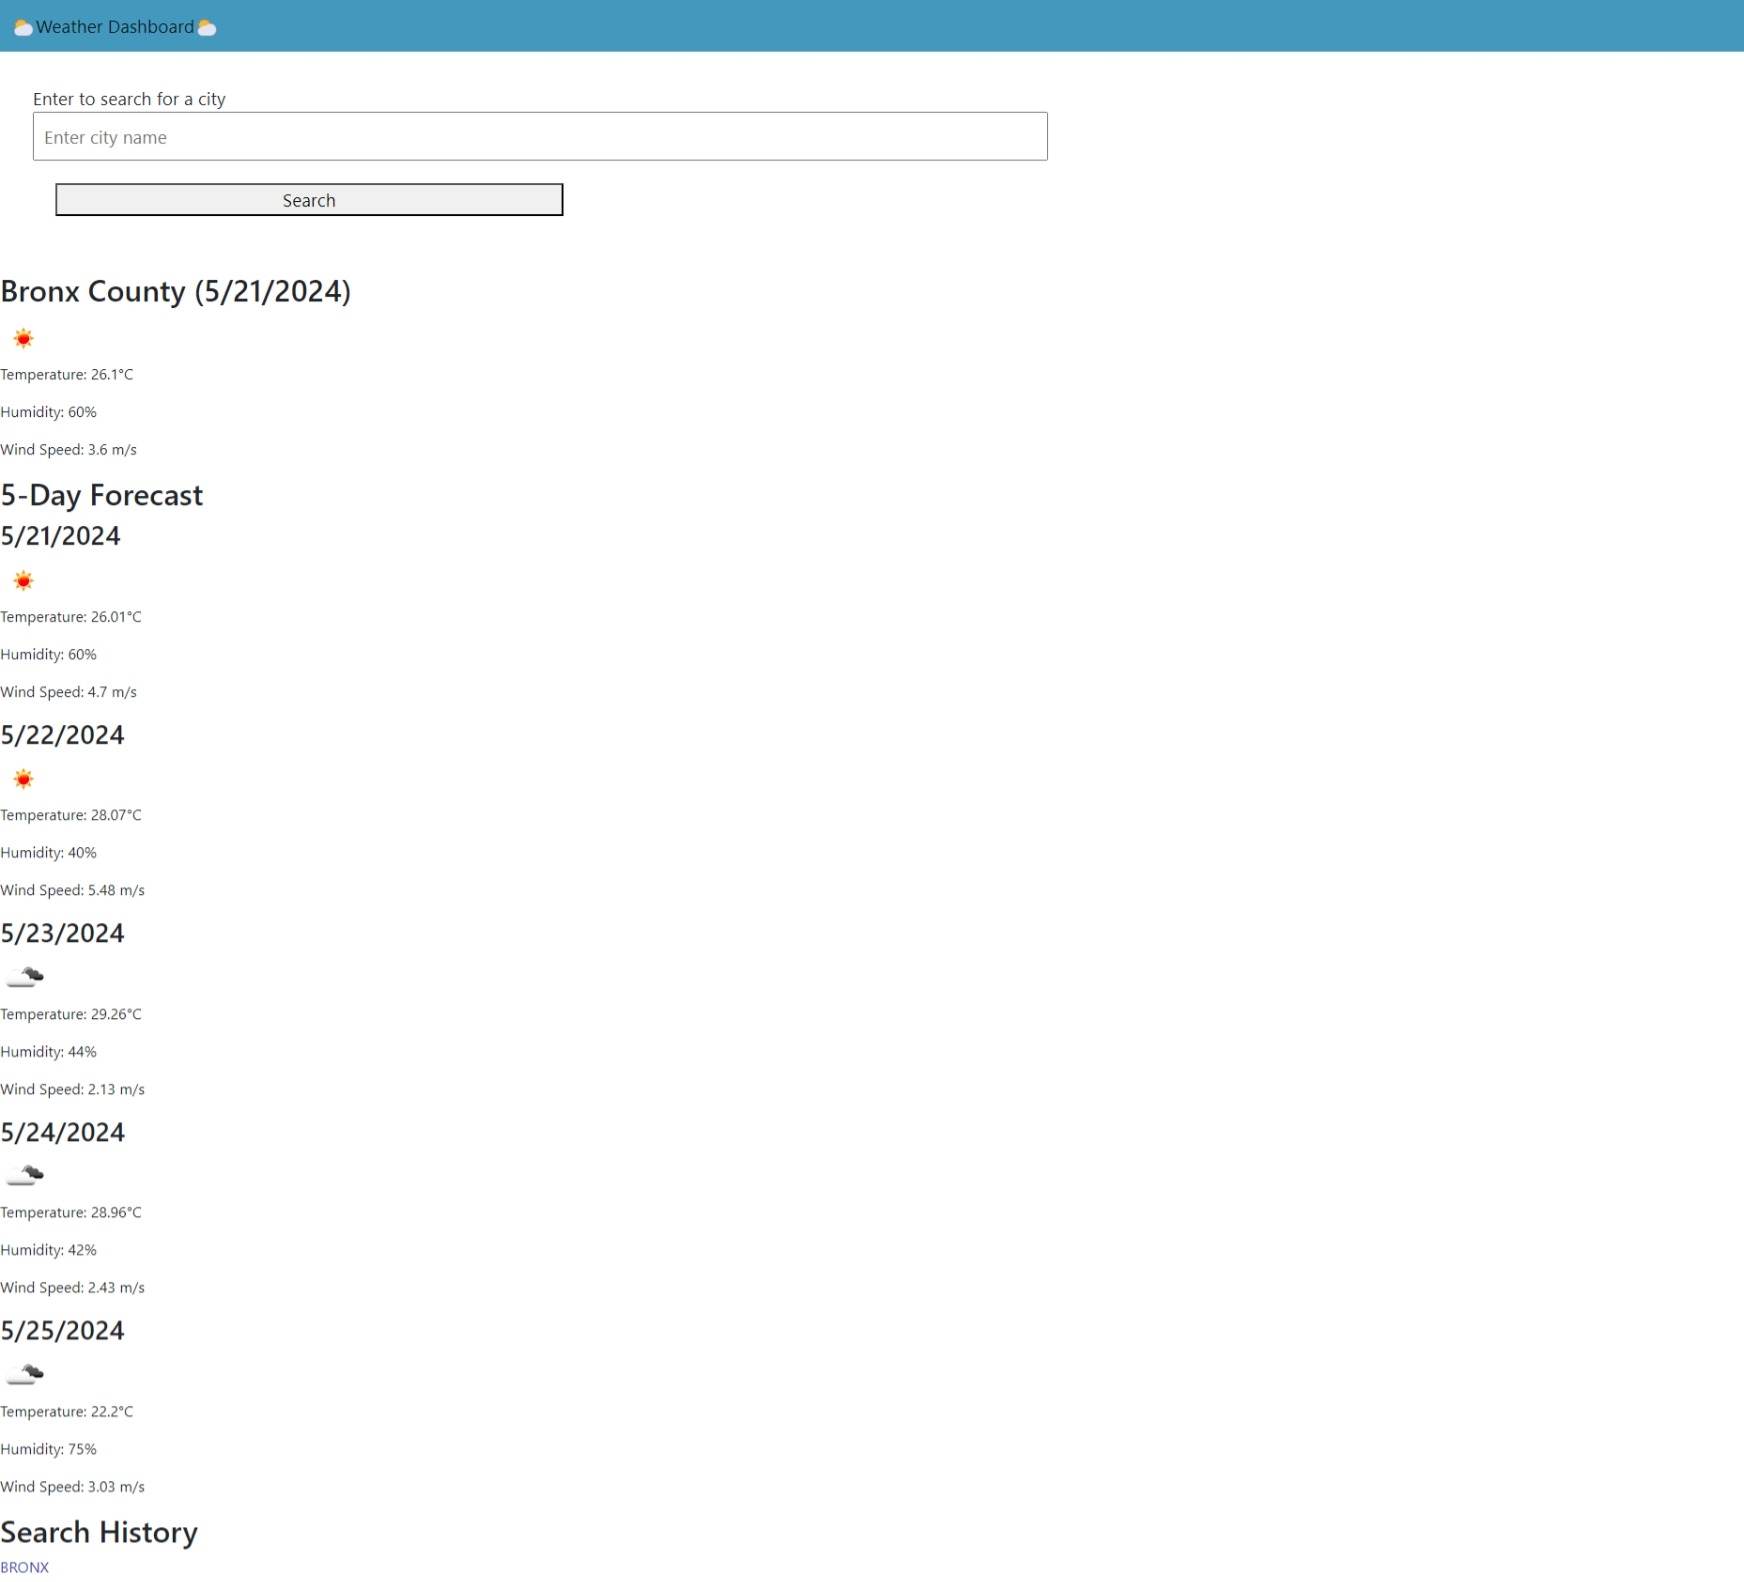 Weather Dashboard
Enter to search for a city
Enter city name
Search
Bronx County (5/21/2024)
Temperature: 26.1°C
Humidity: 60%
Wind Speed: 3.6 m/s
5-Day Forecast
5/21/2024
Temperature: 26.01°C
Humidity: 60%
Wind Speed: 4.7 m/s
5/22/2024
Temperature: 28.07°C
Humidity: 40%
Wind Speed: 5.48 m/s
5/23/2024
Temperature: 29.26°C
Humidity: 44%
Wind Speed: 2.13 m/s
5/24/2024
Temperature: 28.96°C
Humidity: 42%
Wind Speed: 2.43 m/s
5/25/2024
Temperature: 22.2°C
Humidity: 75%
Wind Speed: 3.03 m/s
Search History
BRONX